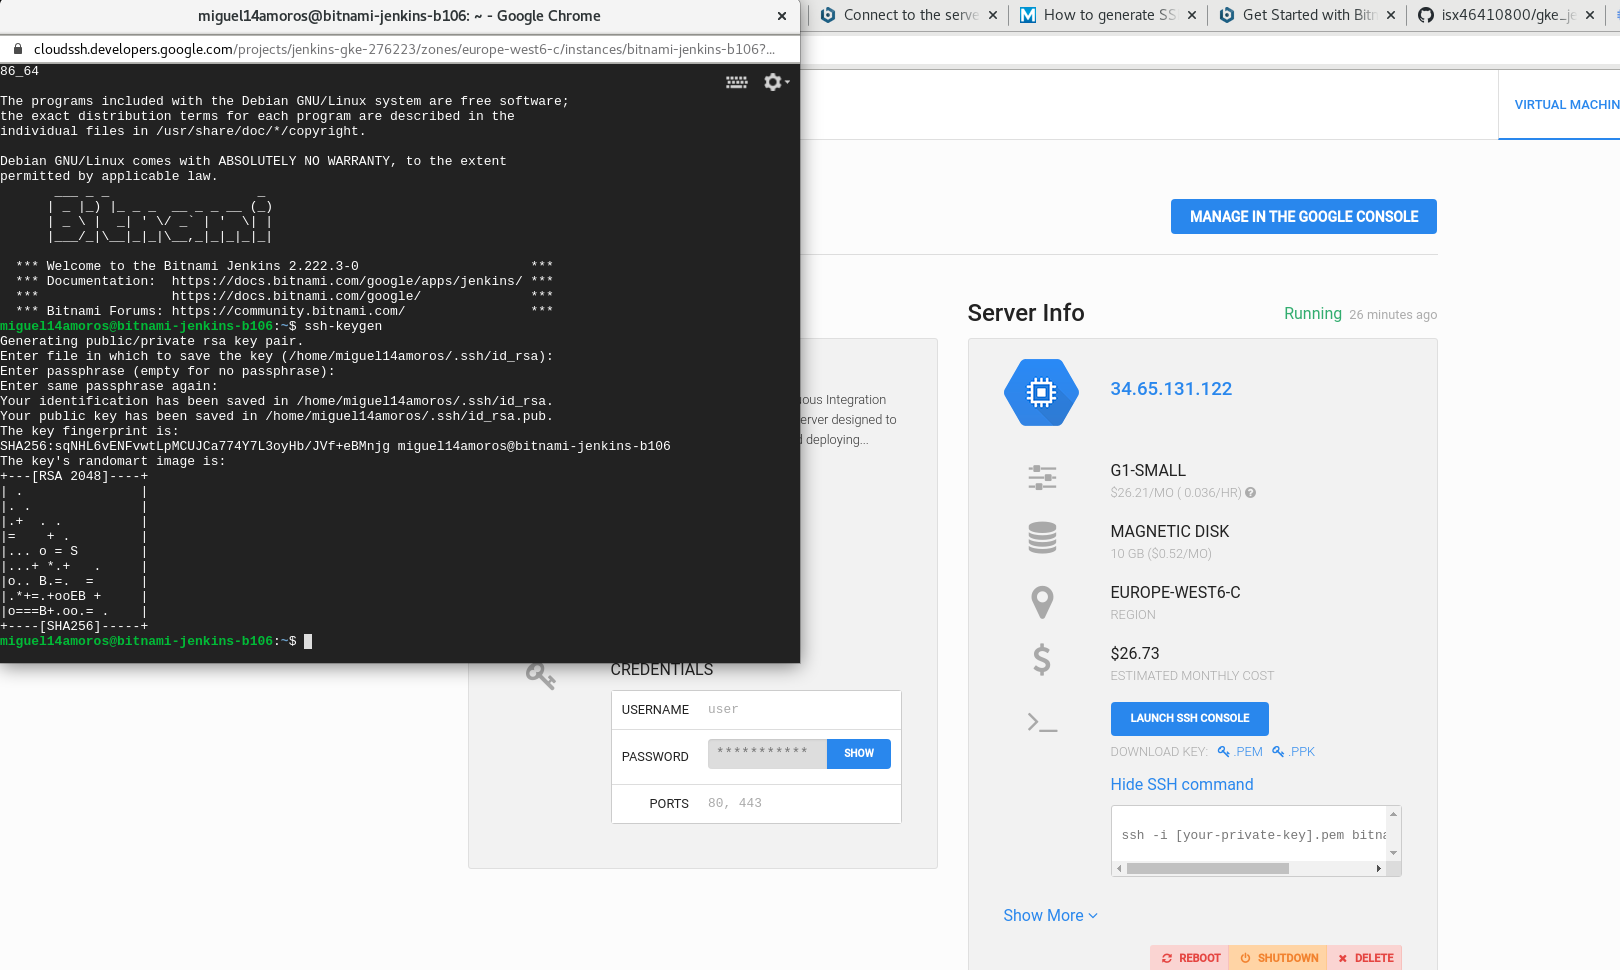 miguel14amoros@bitnami-jenkins-b106: ~ - Google Chrome
Connect to the serve
How to generate SS
Get Started with Bitn
isx46410800/gke_je
cloudssh.developers.google.com/projects/jenkins-gke-276223/zones/europe-west6-c/instances/bitnami-jenkins-b106?...
86_64
The programs included with the Debian GNU/Linux system are free software;
the exact distribution terms for each program are described in the
individual files in /usr/share/doc/*/copyright.
Debian GNU/Linux comes with ABSOLUTELY NO WARRANTY, to the extent
permitted by applicable law.
       ___ _ _                   _
      | _ |_) |_ _ _  __ _ _ __ (_)
      | _ \ |  _| ' \/ _` | '  \| |
      |___/_|\__|_|_|\__,_|_|_|_|_|
  *** Welcome to the Bitnami Jenkins 2.222.3-0                      ***
  *** Documentation:  https://docs.bitnami.com/google/apps/jenkins/ ***
  ***                 https://docs.bitnami.com/google/              ***
  *** Bitnami Forums: https://community.bitnami.com/                ***
miguel14amoros@bitnami-jenkins-b106:~$ ssh-keygen
Generating public/private rsa key pair.
Enter file in which to save the key (/home/miguel14amoros/.ssh/id_rsa):
Enter passphrase (empty for no passphrase):
Enter same passphrase again:
Your identification has been saved in /home/miguel14amoros/.ssh/id_rsa.
Your public key has been saved in /home/miguel14amoros/.ssh/id_rsa.pub.
The key fingerprint is:
SHA256:sqNHL6vENFvwtLpMCUJCa774Y7L3oyHb/JVf+eBMnjg miguel14amoros@bitnami-jenkins-b106
The key's randomart image is:
+---[RSA 2048]----+
| .               |
|. .              |
|.+  . .          |
|=    + .         |
|... o = S        |
|...+ *.+   .     |
|o.. B.=.  =      |
|.*+=.+ooEB +     |
|o===B+.oo.= .    |
+----[SHA256]-----+
miguel14amoros@bitnami-jenkins-b106:~$
VIRTUAL MACHIN
MANAGE IN THE GOOGLE CONSOLE
uous Integration
erver designed to
d deploying...
CREDENTIALS
USERNAME user
PASSWORD *********** SHOW
PORTS 80, 443
Server Info
Running 26 minutes ago
34.65.131.122
G1-SMALL
$26.21/MO ( 0.036/HR)
MAGNETIC DISK
10 GB ($0.52/MO)
EUROPE-WEST6-C
REGION
$26.73
ESTIMATED MONTHLY COST
LAUNCH SSH CONSOLE
DOWNLOAD KEY: .PEM .PPK
Hide SSH command
ssh -i [your-private-key].pem bitna
Show More
REBOOT SHUTDOWN DELETE